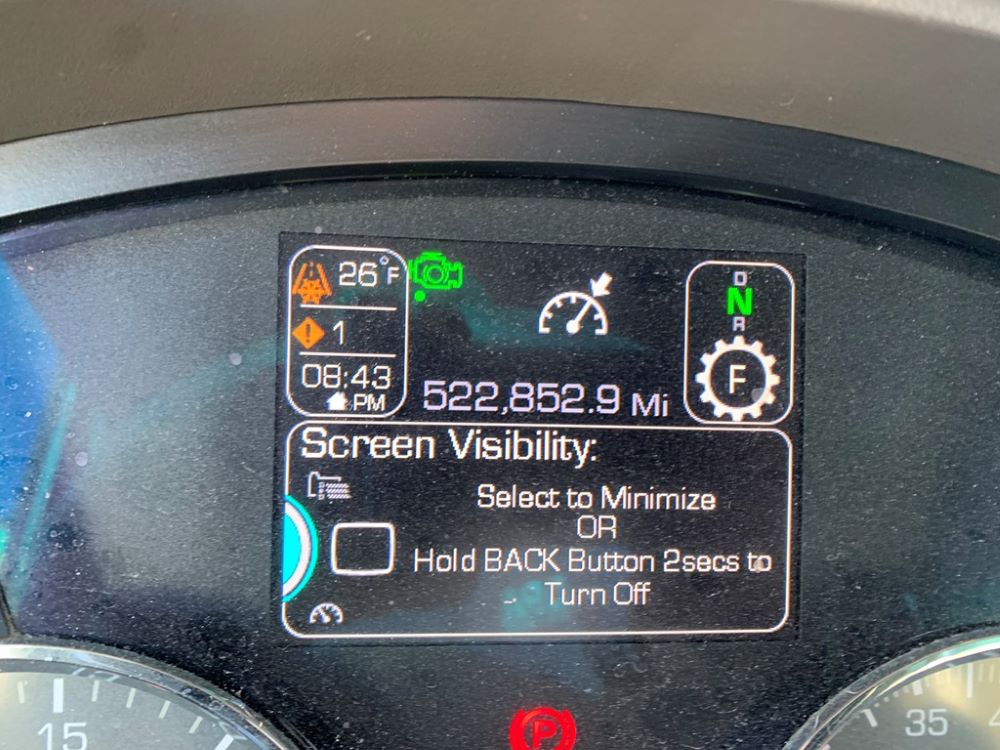 26°F
1
08:43
PM
522,852.9 Mi
D
N
R
F
Screen Visibility:
Select to Minimize
OR
Hold BACK Button 2secs to
Turn Off
15
35
P